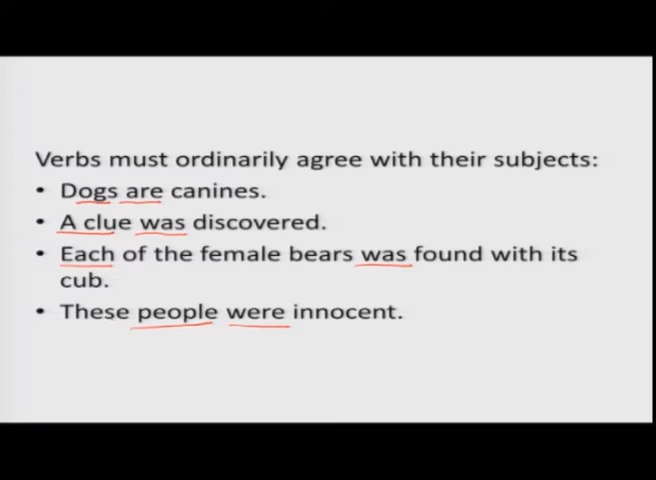 Verbs must ordinarily agree with their subjects:
• Dogs are canines.
• A clue was discovered.
• Each of the female bears was found with its
cub.
• These people were innocent.